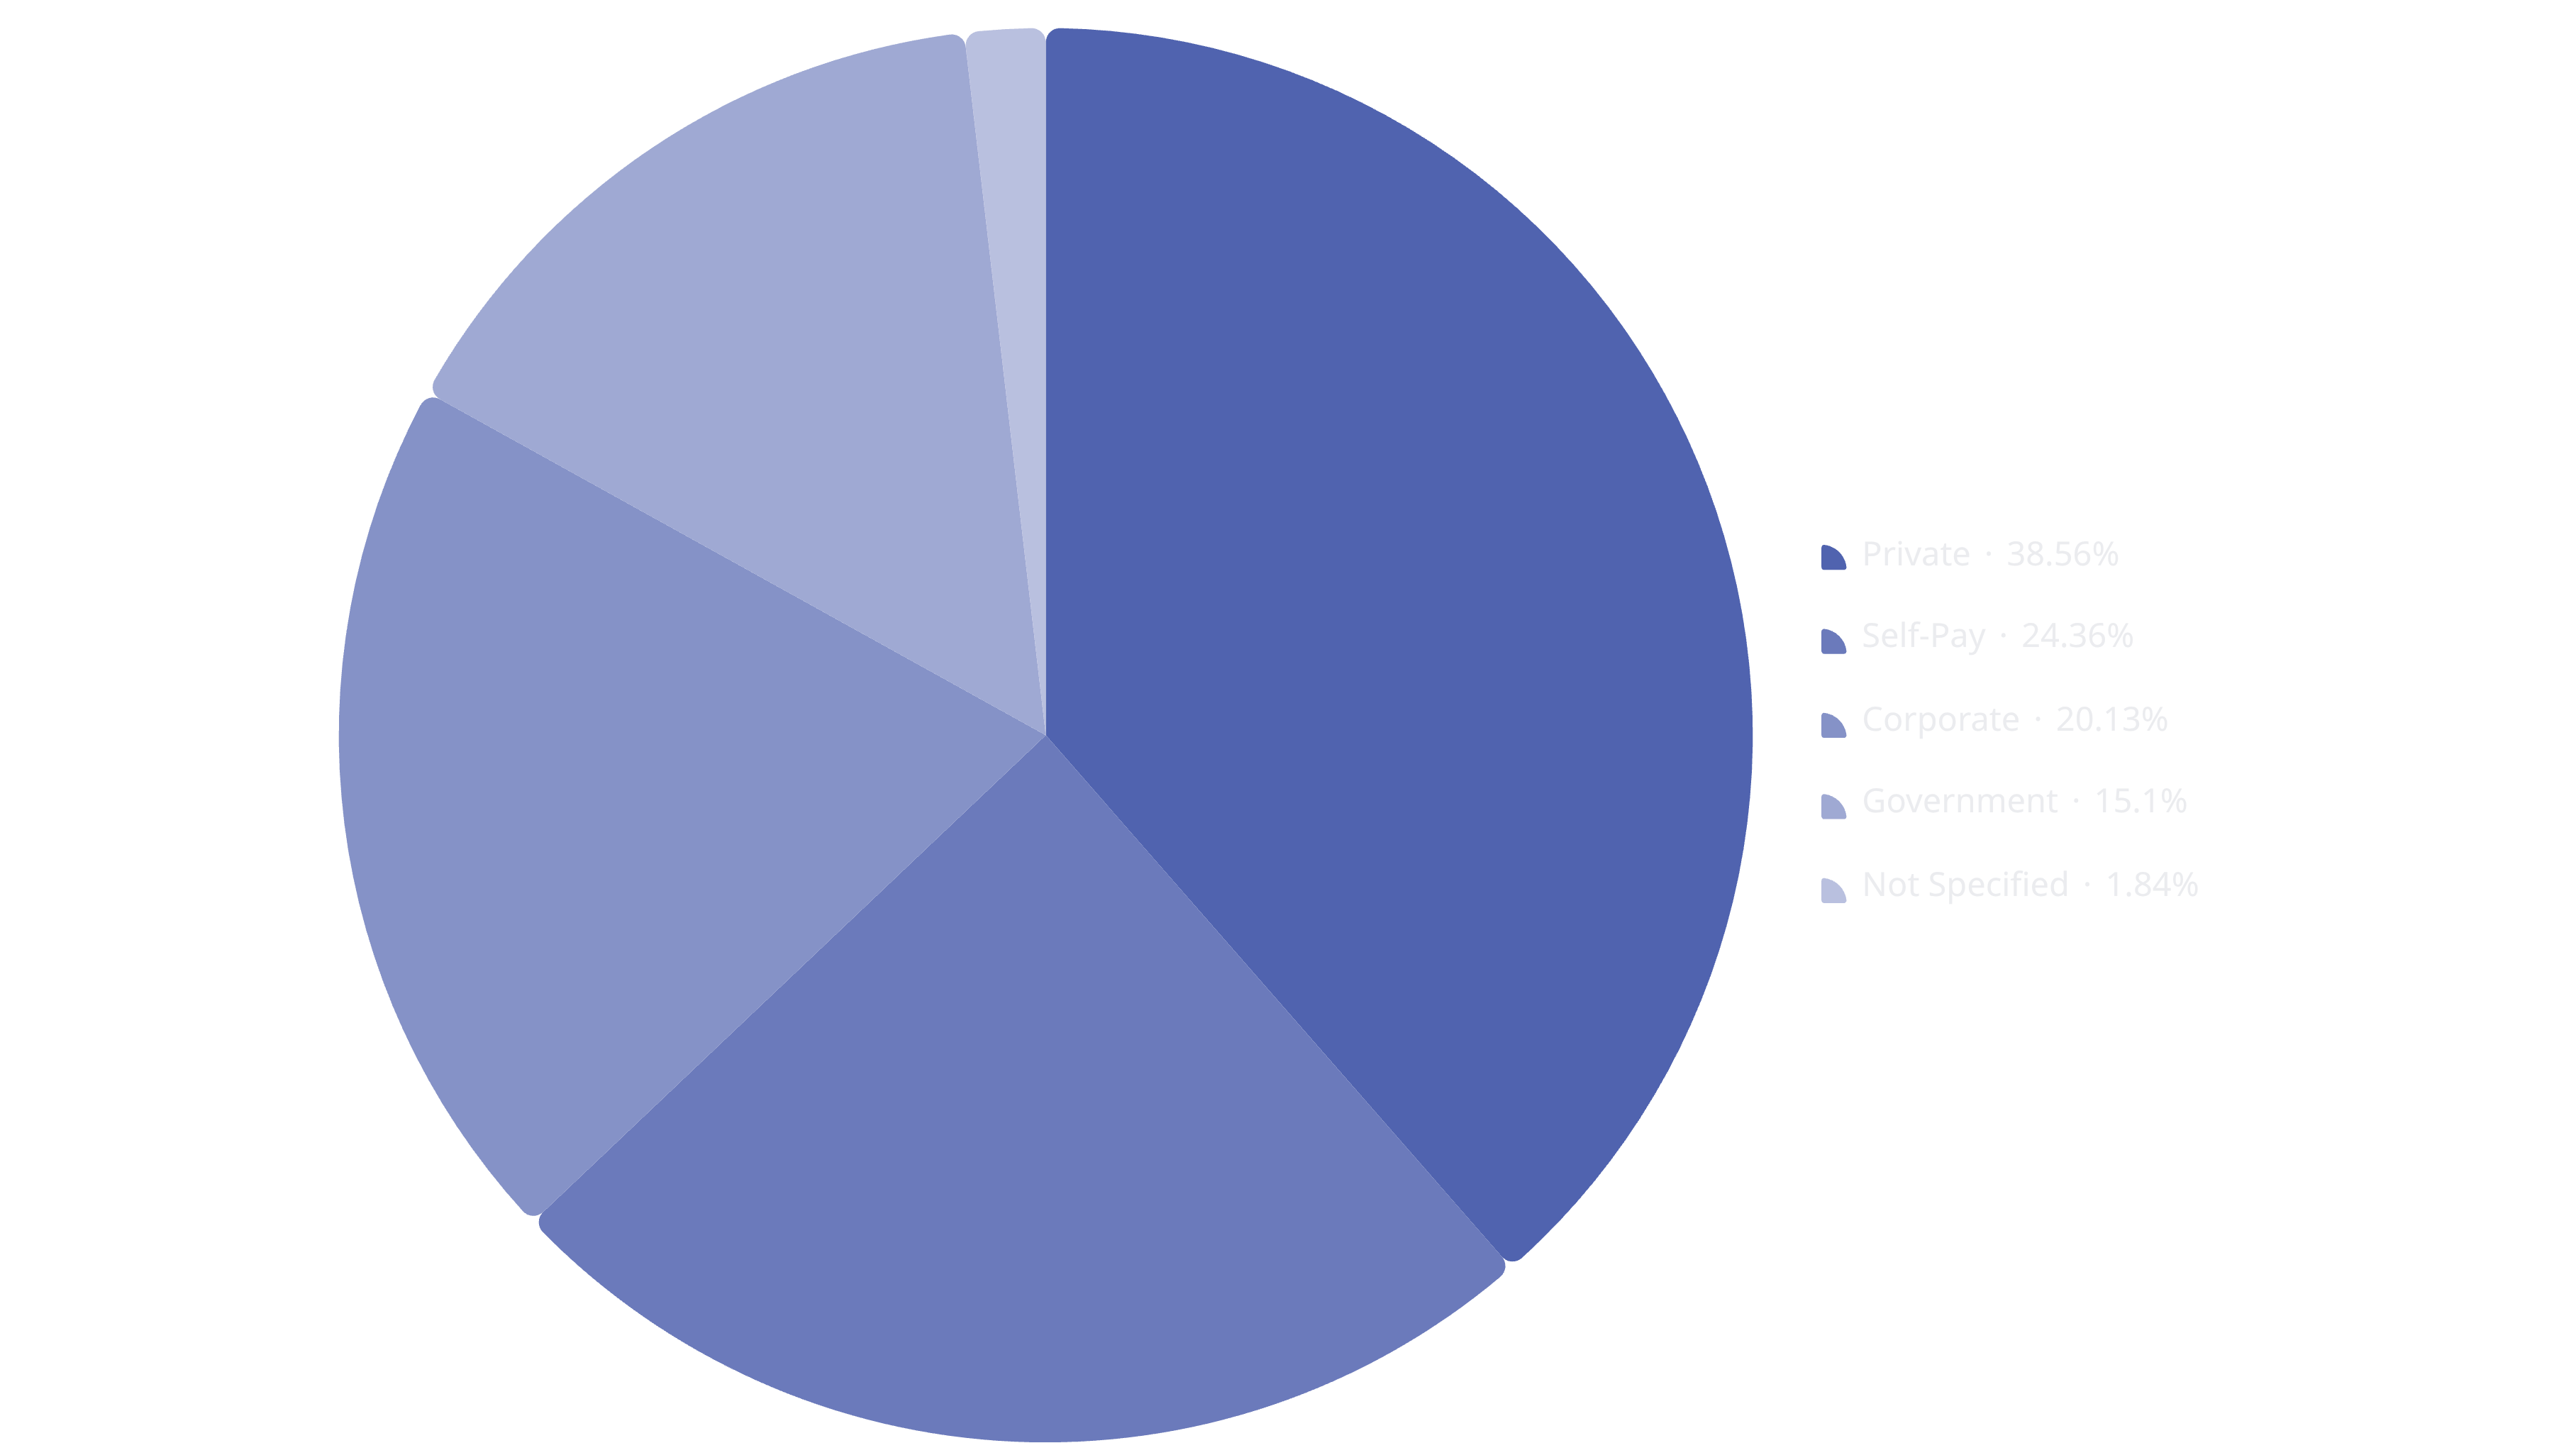 Private · 38.56%
Self-Pay · 24.36%
Corporate · 20.13%
Government · 15.1%
Not Specified · 1.84%